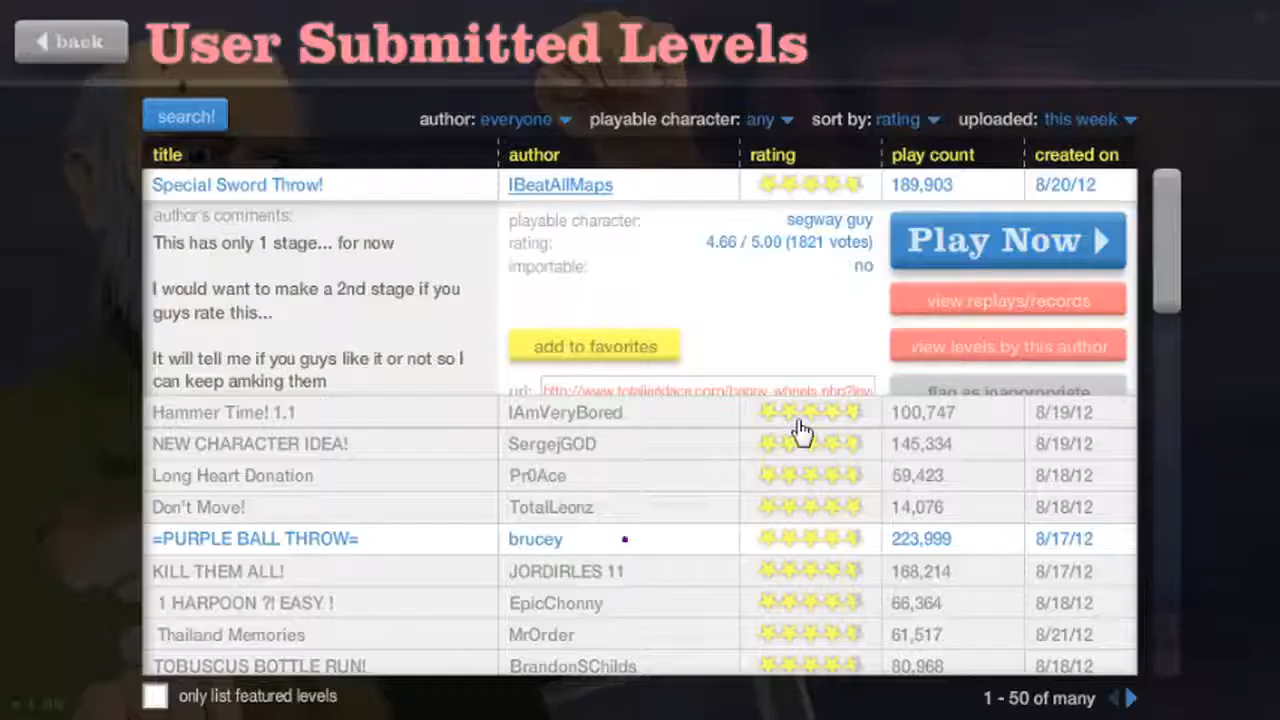 back
User Submitted Levels
search!
author: everyone playable character: any sort by: rating uploaded: this week
title author rating play count created on
Special Sword Throw! IBeatAllMaps 189,903 8/20/12
author's comments:
This has only 1 stage... for now
I would want to make a 2nd stage if you
guys rate this...
It will tell me if you guys like it or not so I
can keep amking them
playable character: segway guy
rating: 4.66 / 5.00 (1821 votes)
importable: no
add to favorites
url:
Play Now
view replays/records
view levels by this author
flag as inappropriate
Hammer Time! 1.1 IAmVeryBored 100,747 8/19/12
NEW CHARACTER IDEA! SergejGOD 145,334 8/19/12
Long Heart Donation Pr0Ace 59,423 8/18/12
Don't Move! TotalLeonz 14,076 8/18/12
=PURPLE BALL THROW= brucey 223,999 8/17/12
KILL THEM ALL! JORDIRLES 11 168,214 8/17/12
1 HARPOON ?! EASY ! EpicChonny 66,364 8/18/12
Thailand Memories MrOrder 61,517 8/21/12
TOBUSCUS BOTTLE RUN! BrandonSChilds 80,968 8/18/12
only list featured levels
1 - 50 of many